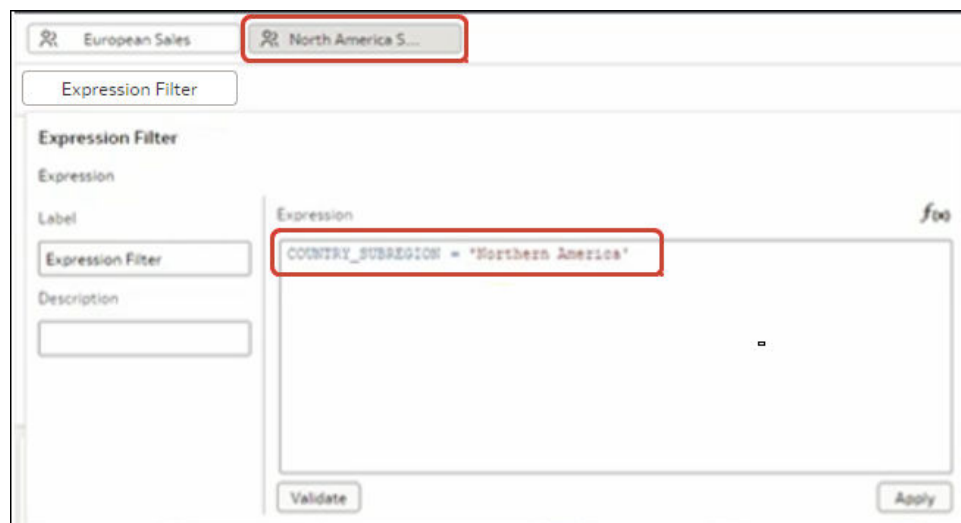 European Sales North America S...
Expression Filter
Expression Filter
Expression
Label
Expression
f(x)
Expression Filter
COUNTRY_SUBREGION = 'Northern America'
Description
Validate
Apply